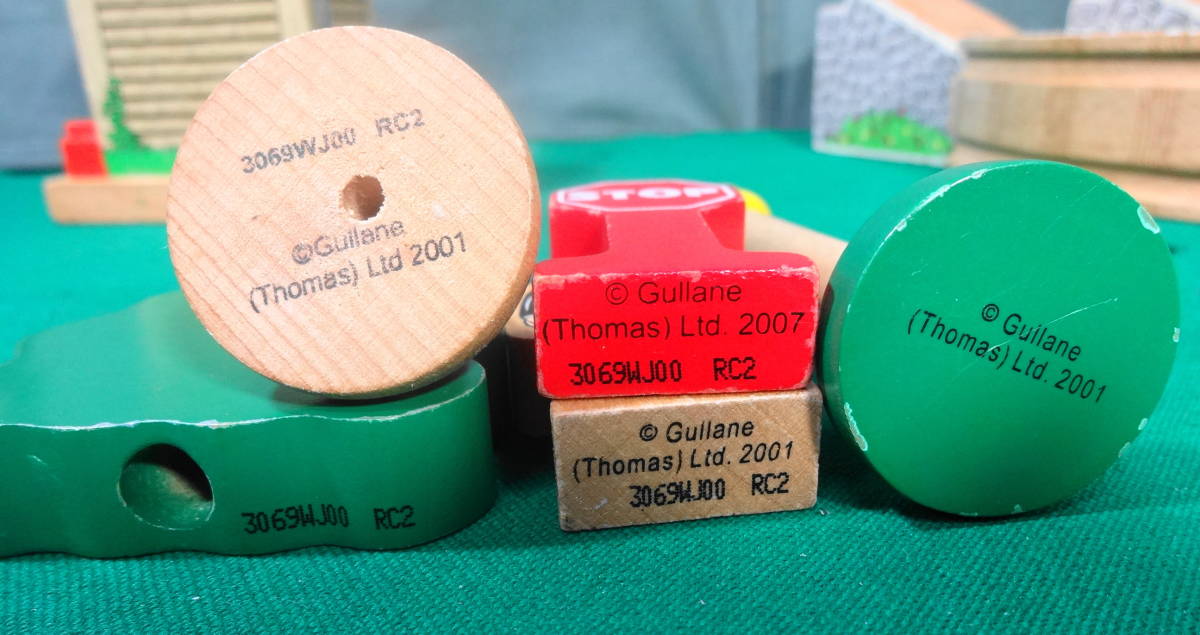 3069WJ00 RC2
©Gullane
(Thomas) Ltd 2001
3069WJ00 RC2
STOP
© Gullane
(Thomas) Ltd. 2007
3069WJ00 RC2
© Gullane
(Thomas) Ltd. 2001
3069WJ00 RC2
© Gullane
(Thomas) Ltd. 2001